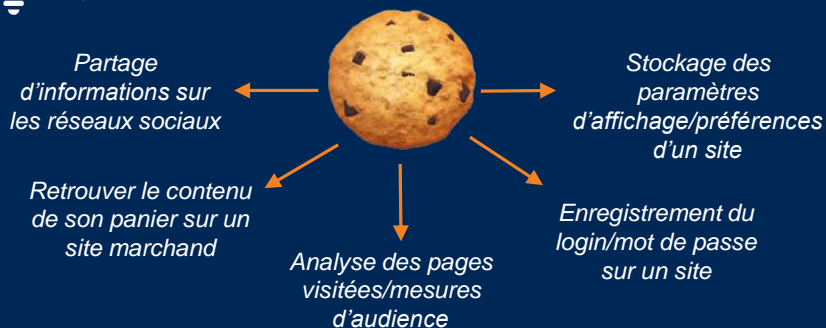 Partage
d'informations sur
les réseaux sociaux
Stockage des
paramètres
d'affichage/préférences
d'un site
Retrouver le contenu
de son panier sur un
site marchand
Enregistrement du
login/mot de passe
sur un site
Analyse des pages
visitées/mesures
d'audience